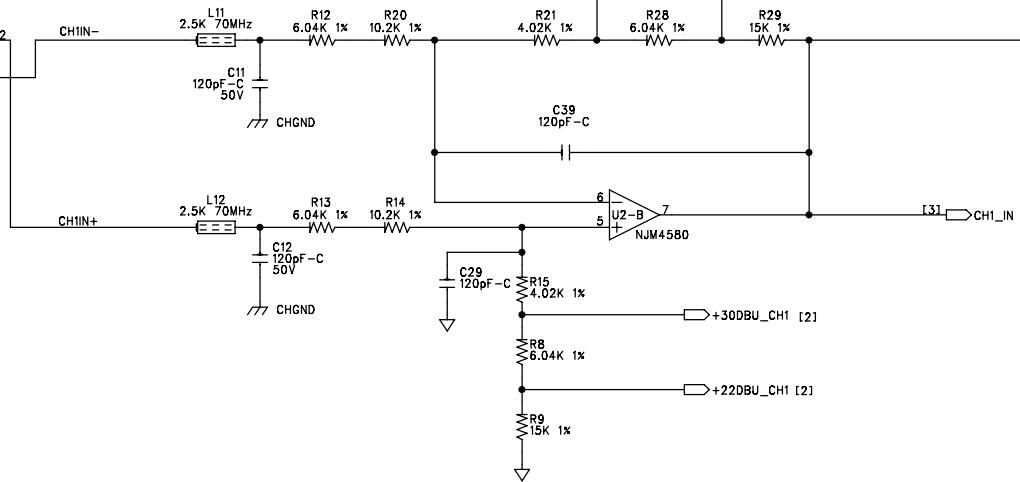 L11
2.5K 70MHz
R12
6.04K 1%
R20
10.2K 1%
R21
4.02K 1%
R28
6.04K 1%
R29
15K 1%
2
CH1IN-
C11
120pF-C
50V
CHGND
C39
120pF-C
L12
2.5K 70MHz
R13
6.04K 1%
R14
10.2K 1%
6
5
U2-B
7
NJM4580
[3]
CH1_IN
CH1IN+
C12
120pF-C
50V
CHGND
C29
120pF-C
R15
4.02K 1%
+30DBU_CH1 [2]
R8
6.04K 1%
+22DBU_CH1 [2]
R9
15K 1%